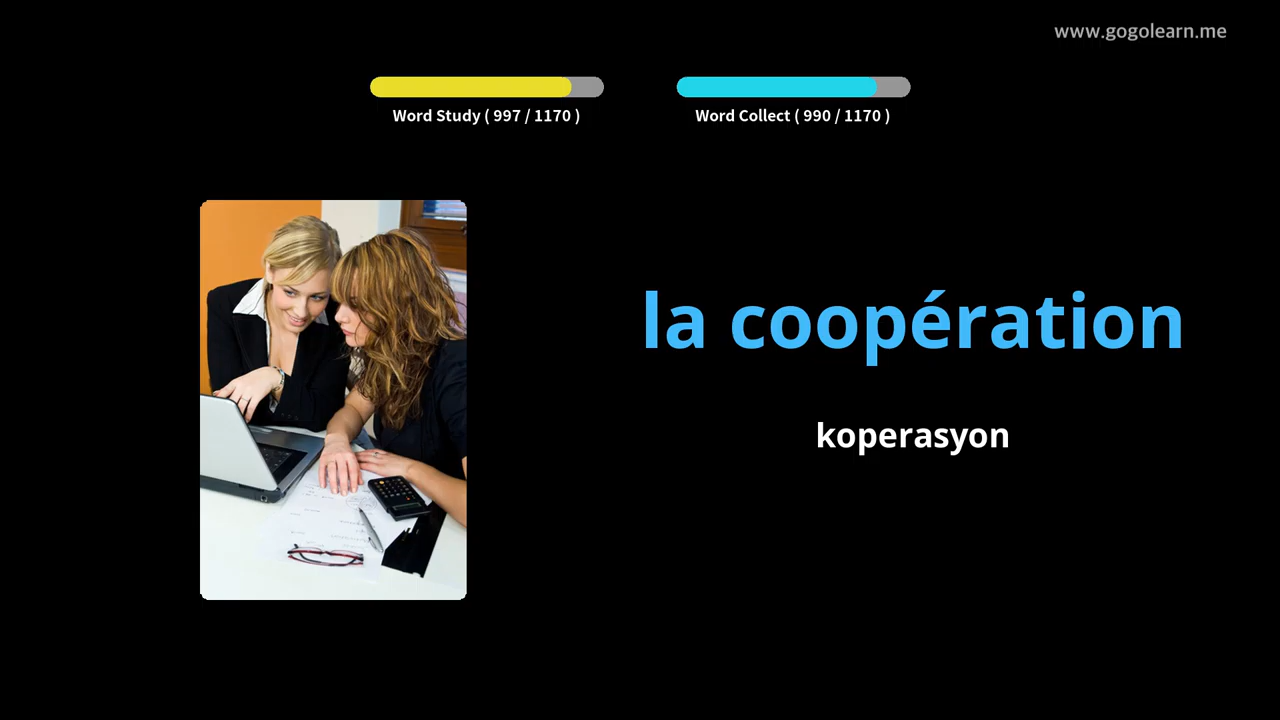 www.gogolearn.me
Word Study ( 997 / 1170 )
Word Collect ( 990 / 1170 )
la coopération
koperasyon